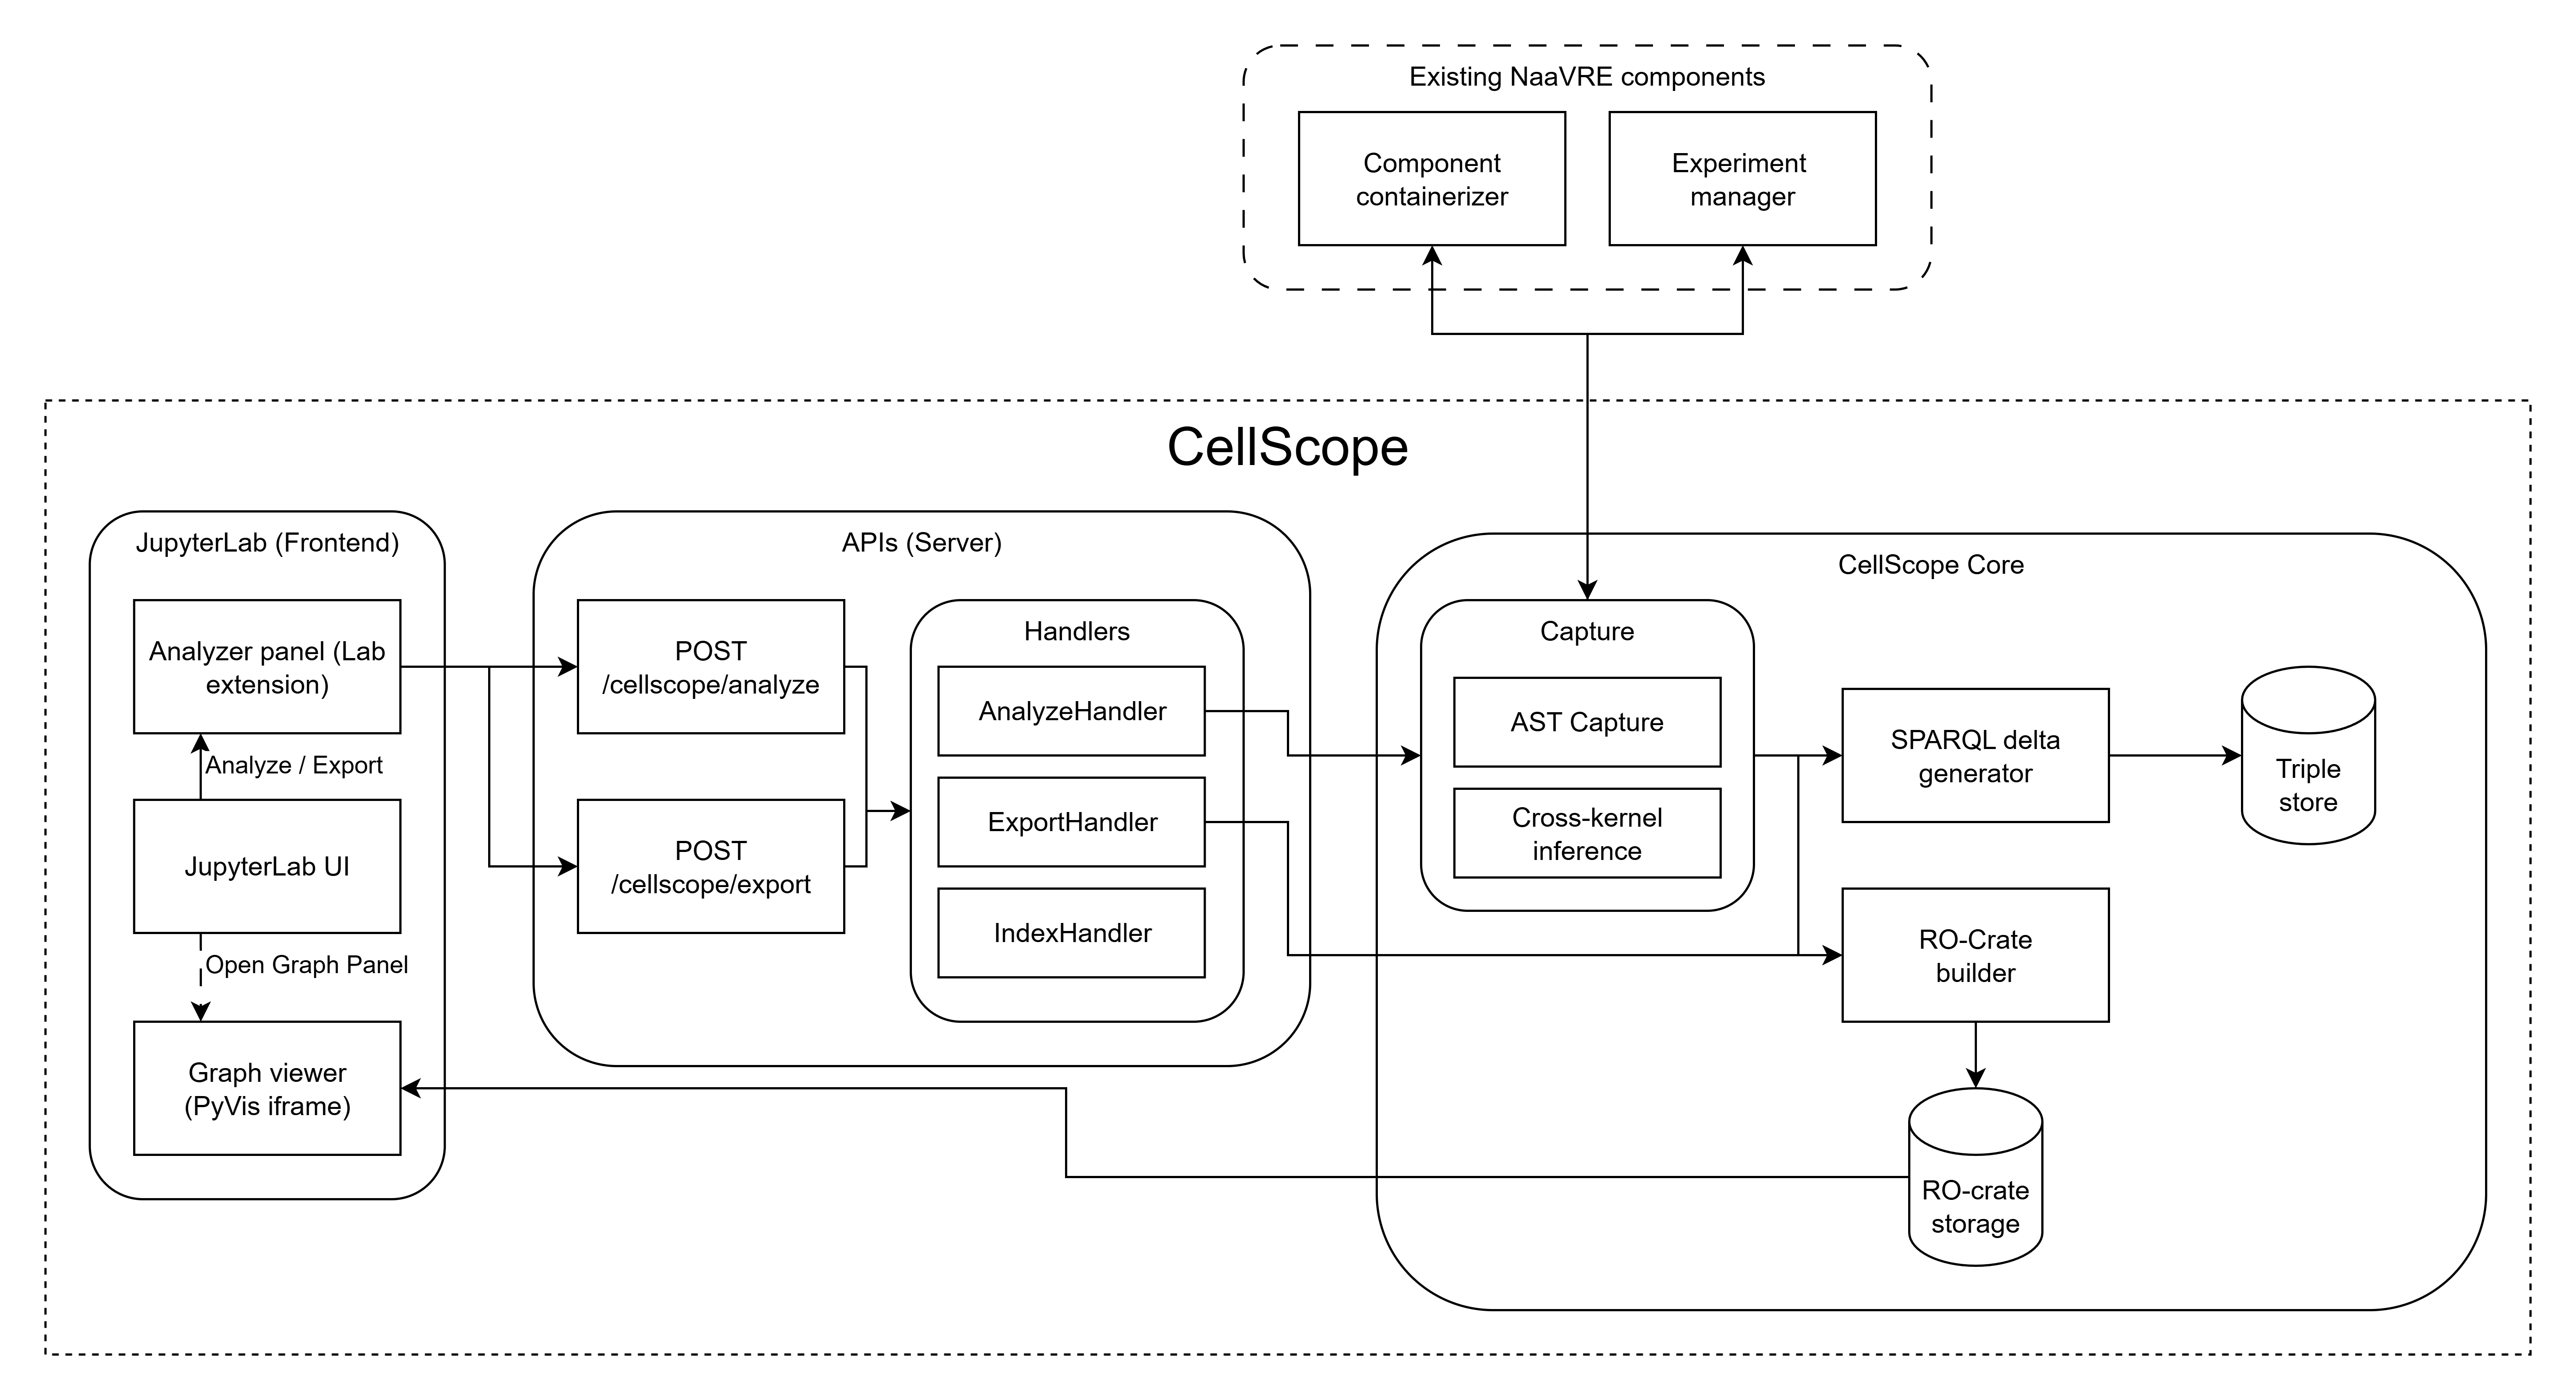 Existing NaaVRE components
Component
containerizer
Experiment
manager
CellScope
JupyterLab (Frontend)
Analyzer panel (Lab
extension)
Analyze / Export
JupyterLab UI
Open Graph Panel
Graph viewer
(PyVis iframe)
APIs (Server)
POST
/cellscope/analyze
POST
/cellscope/export
Handlers
AnalyzeHandler
ExportHandler
IndexHandler
CellScope Core
Capture
AST Capture
Cross-kernel
inference
SPARQL delta
generator
Triple
store
RO-Crate
builder
RO-crate
storage